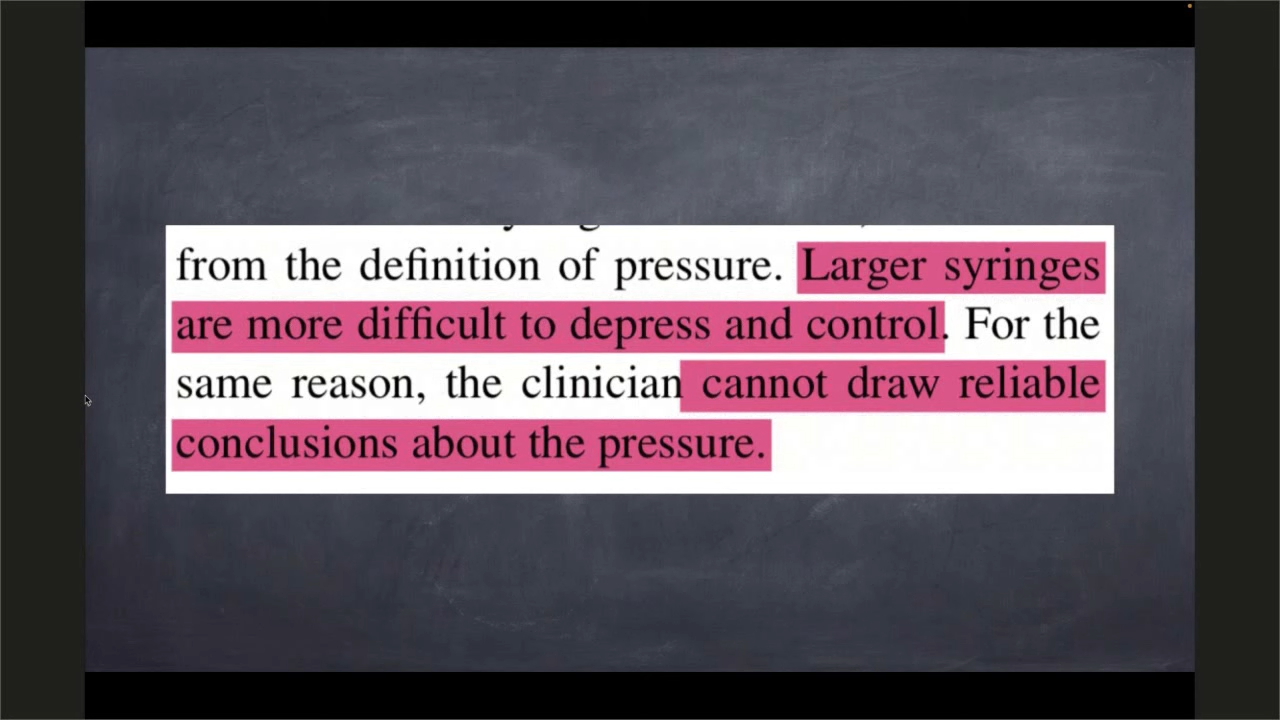 from the definition of pressure. Larger syringes
are more difficult to depress and control. For the
same reason, the clinician cannot draw reliable
conclusions about the pressure.